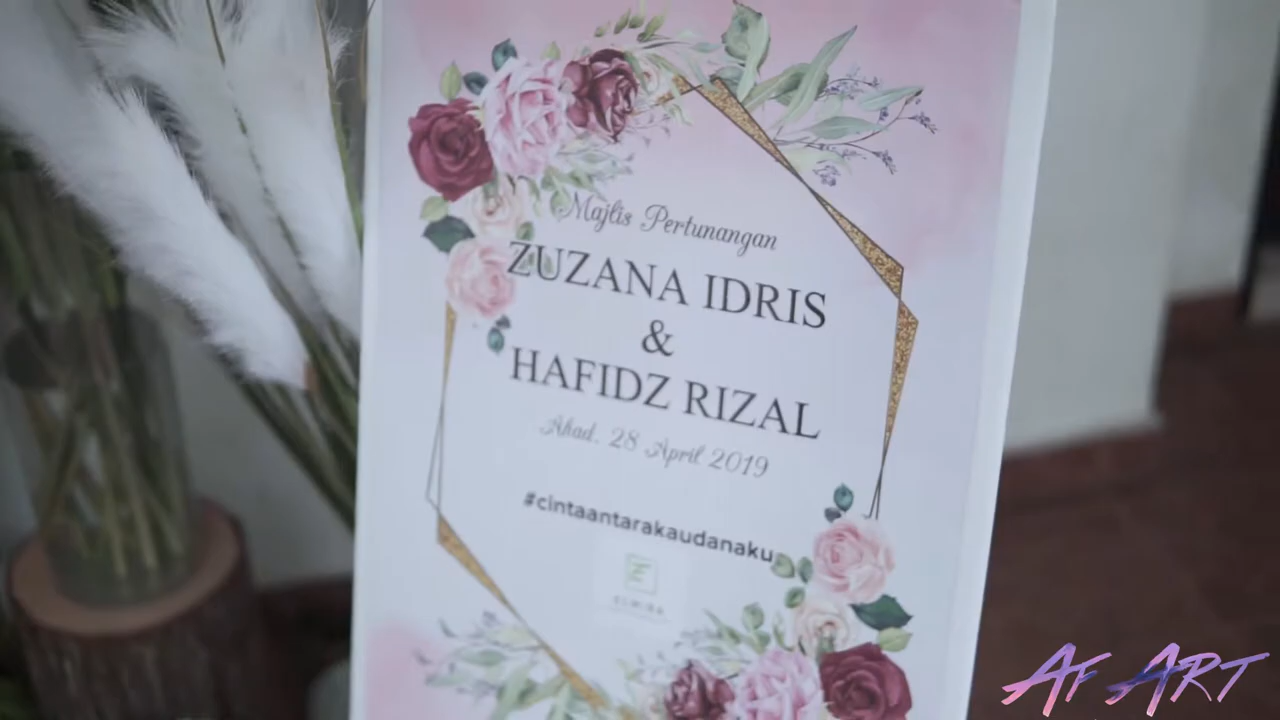 Majlis Pertunangan
ZUZANA IDRIS
&
HAFIDZ RIZAL
Ahad. 28 April 2019
#cintaantarakaudanaku
AF ART